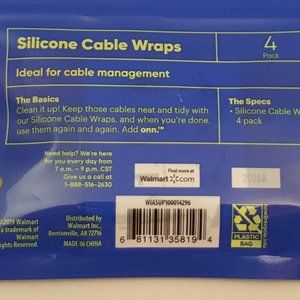 Silicone Cable Wraps
4
Pack
Ideal for cable management
The Basics
Clean it up! Keep those cables neat and tidy with
our Silicone Cable Wraps, and when you're done,
use them again and again. Add onn.™
The Specs
• Silicone Cable W
4 pack
Need help? We're here
for you every day from
7 a.m. – 9 p.m. CST
Give us a call at
1-888-516-2630
Find more at
Walmart.com
2008A
©2019 Walmart
a trademark of
Walmart
Rights Reserved.
Distributed by
Walmart Inc.,
Bentonville, AR 72716
MADE IN CHINA
WIASUP100014296
6 81131 35819 4
PLASTIC
BAG